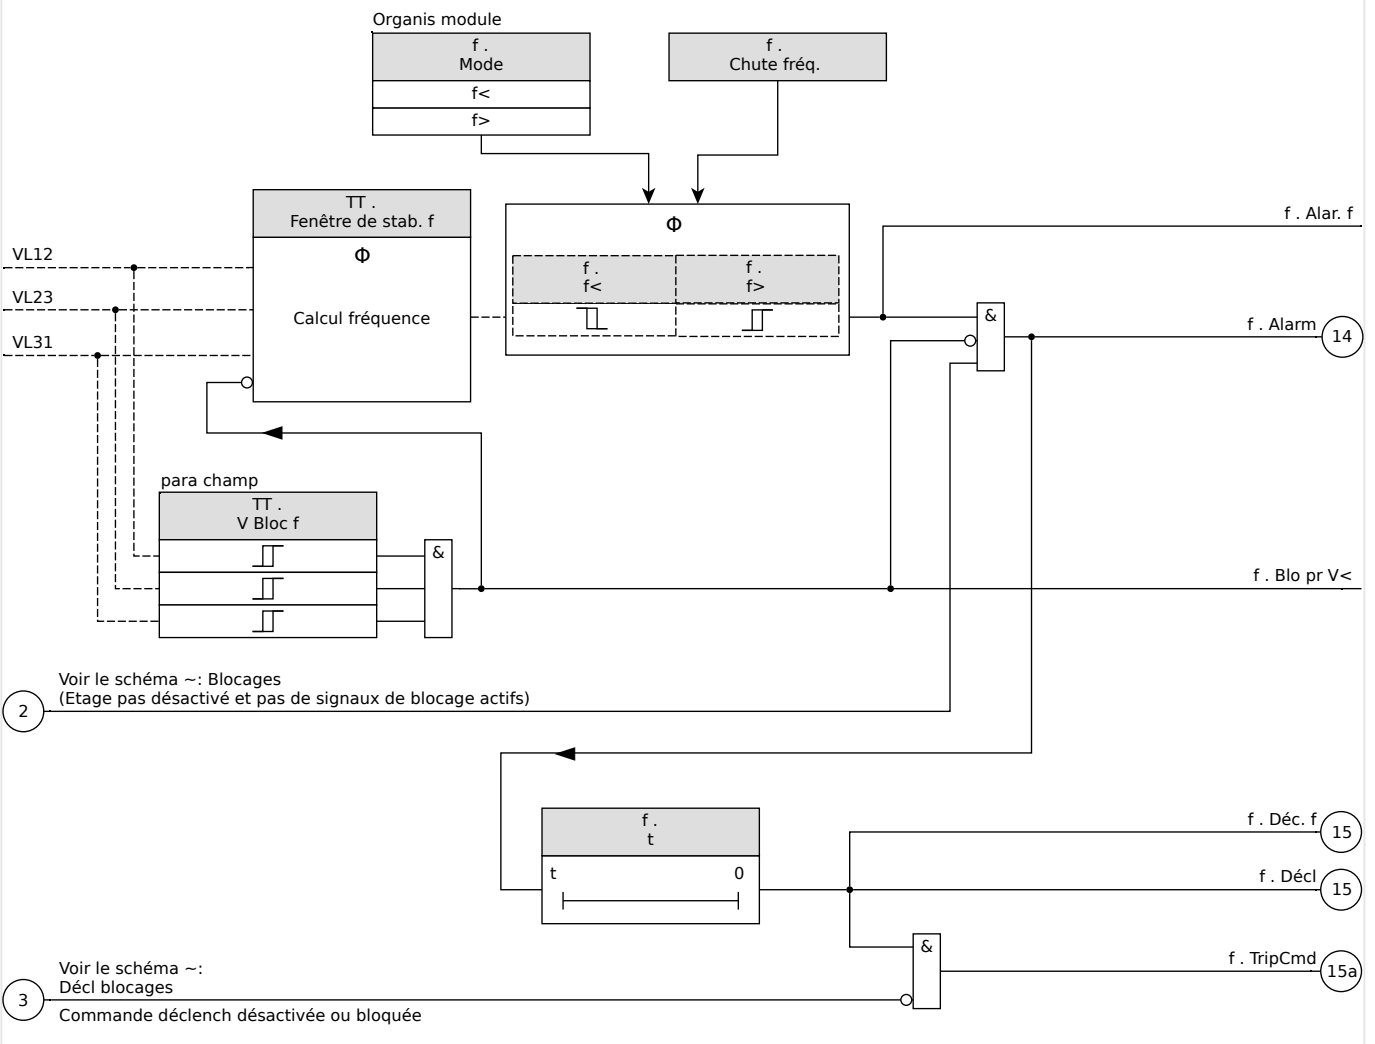 Organis module
f .
Mode
f<
f>
f .
Chute fréq.
TT .
Fenêtre de stab. f
Φ
Calcul fréquence
VL12
VL23
VL31
Φ
f .
f<
f .
f>
f . Alar. f
&
f . Alarm
14
para champ
TT .
V Bloc f
&
f . Blo pr V<
Voir le schéma ~: Blocages
(Etage pas désactivé et pas de signaux de blocage actifs)
2
f .
t
t
0
f . Déc. f
15
f . Décl
15
&
f . TripCmd
15a
Voir le schéma ~:
Décl blocages
3
Commande déclench désactivée ou bloquée